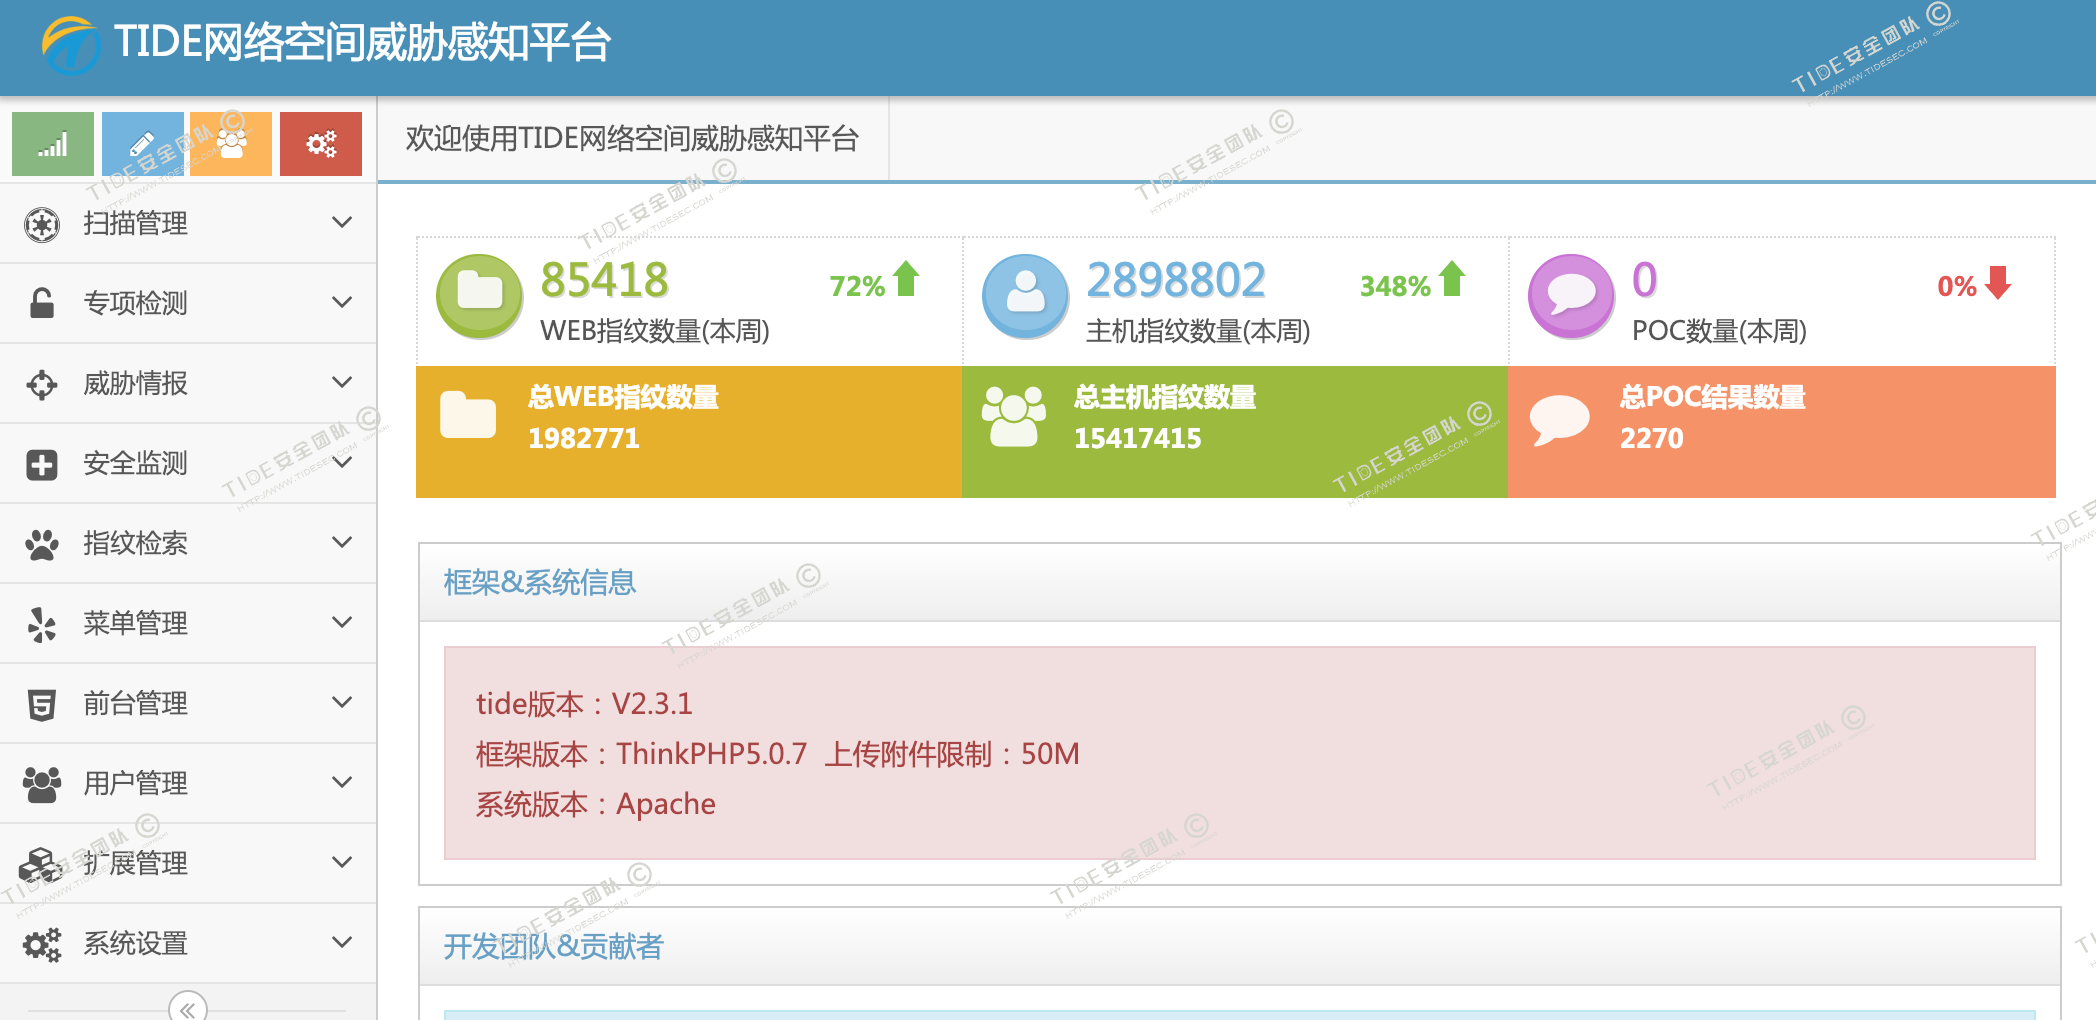 TIDE网络空间威胁感知平台
欢迎使用TIDE网络空间威胁感知平台
扫描管理
专项检测
威胁情报
安全监测
指纹检索
菜单管理
前台管理
用户管理
扩展管理
系统设置
85418
72%
WEB指纹数量(本周)
2898802
348%
主机指纹数量(本周)
0
0%
POC数量(本周)
总WEB指纹数量
1982771
总主机指纹数量
15417415
总POC结果数量
2270
框架&系统信息
tide版本：V2.3.1
框架版本：ThinkPHP5.0.7 上传附件限制：50M
系统版本：Apache
开发团队&贡献者
TIDE安全团队 ©
HTTP://WWW.TIDESEC.COM